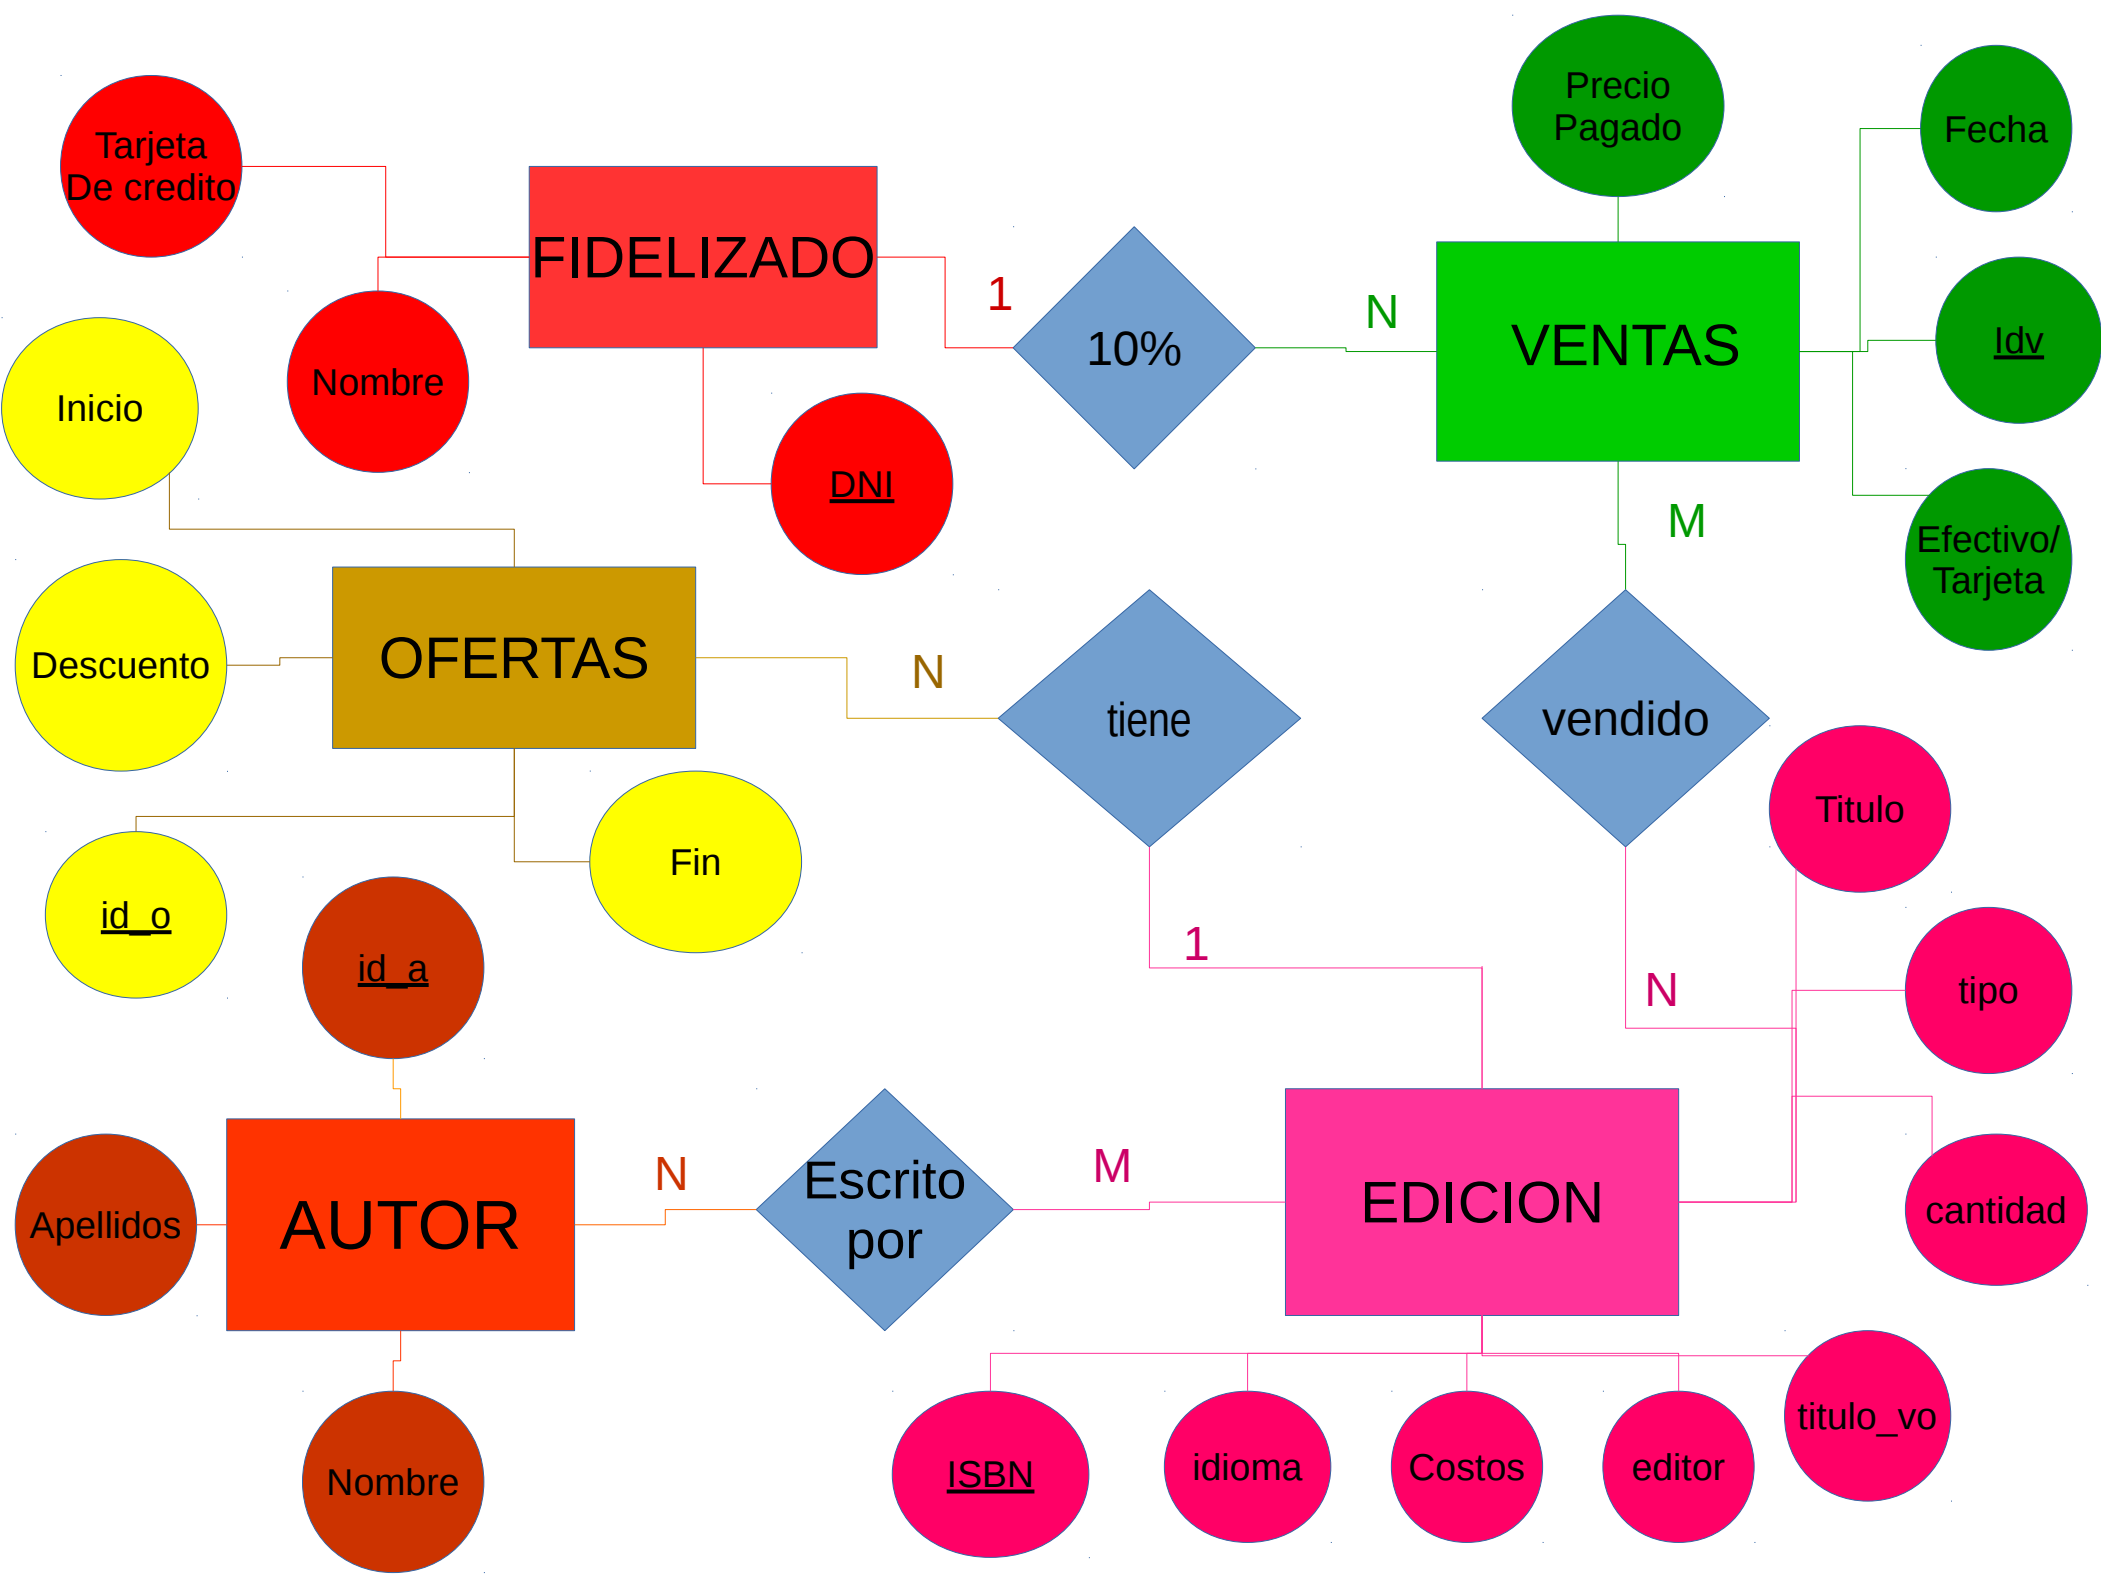 Precio
Pagado
Fecha
Tarjeta
De credito
FIDELIZADO
1
10%
N
VENTAS
Idv
Nombre
Inicio
DNI
M
Efectivo/
Tarjeta
Descuento
OFERTAS
N
tiene
vendido
Titulo
Fin
id_o
id_a
1
N
tipo
Apellidos
AUTOR
N
Escrito
por
M
EDICION
cantidad
titulo_vo
Nombre
ISBN
idioma
Costos
editor